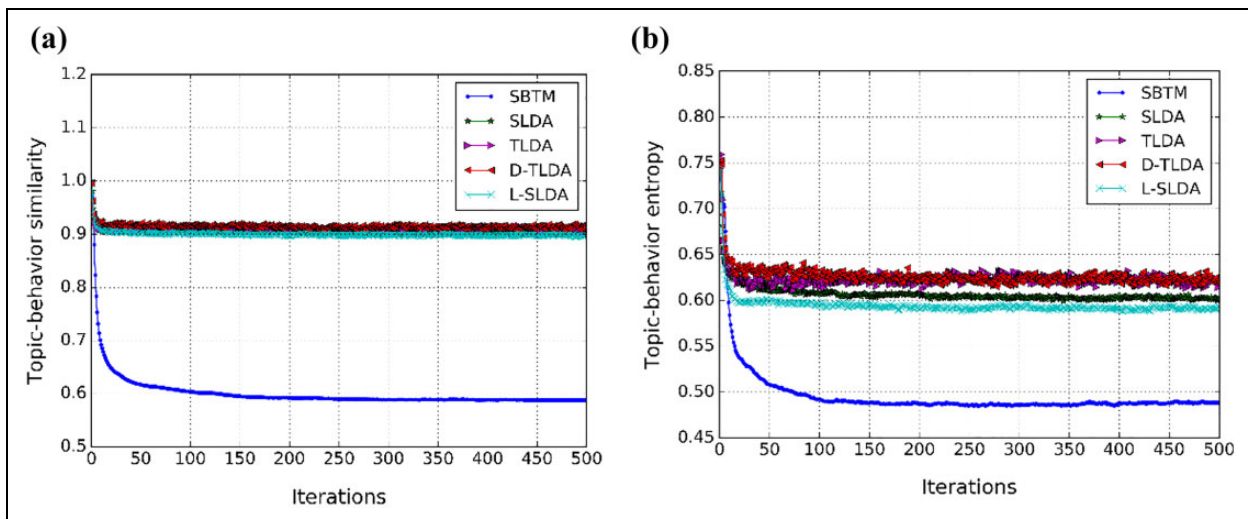 (a)
1.2
1.1
1.0
0.9
0.8
0.7
0.6
0.5
Topic-behavior similarity
SBTM
SLDA
TLDA
D-TLDA
L-SLDA
0 50 100 150 200 250 300 350 400 450 500
Iterations
(b)
0.85
0.80
0.75
0.70
0.65
0.60
0.55
0.50
0.45
Topic-behavior entropy
SBTM
SLDA
TLDA
D-TLDA
L-SLDA
0 50 100 150 200 250 300 350 400 450 500
Iterations